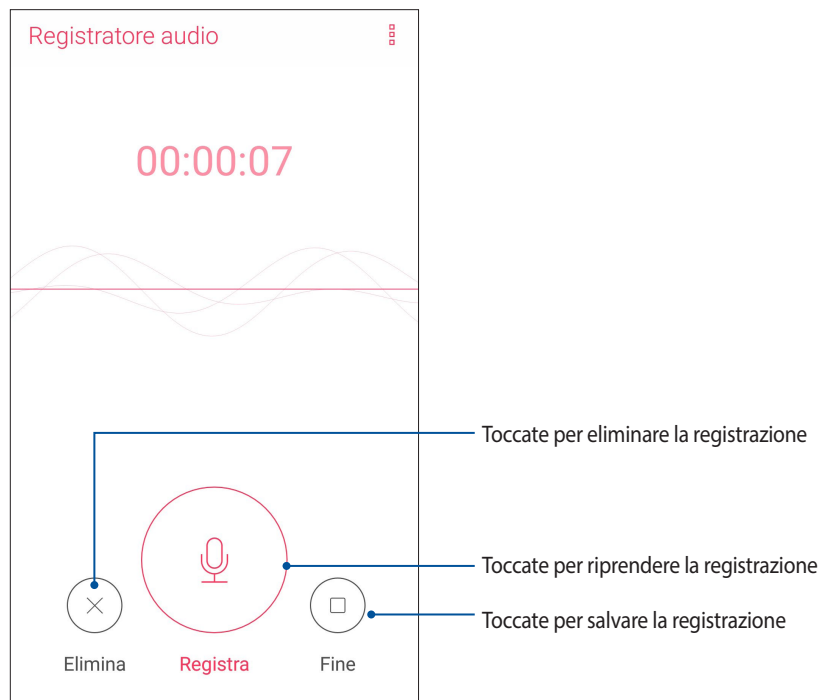 Registratore audio
00:00:07
Toccate per eliminare la registrazione
Toccate per riprendere la registrazione
Toccate per salvare la registrazione
Elimina
Registra
Fine